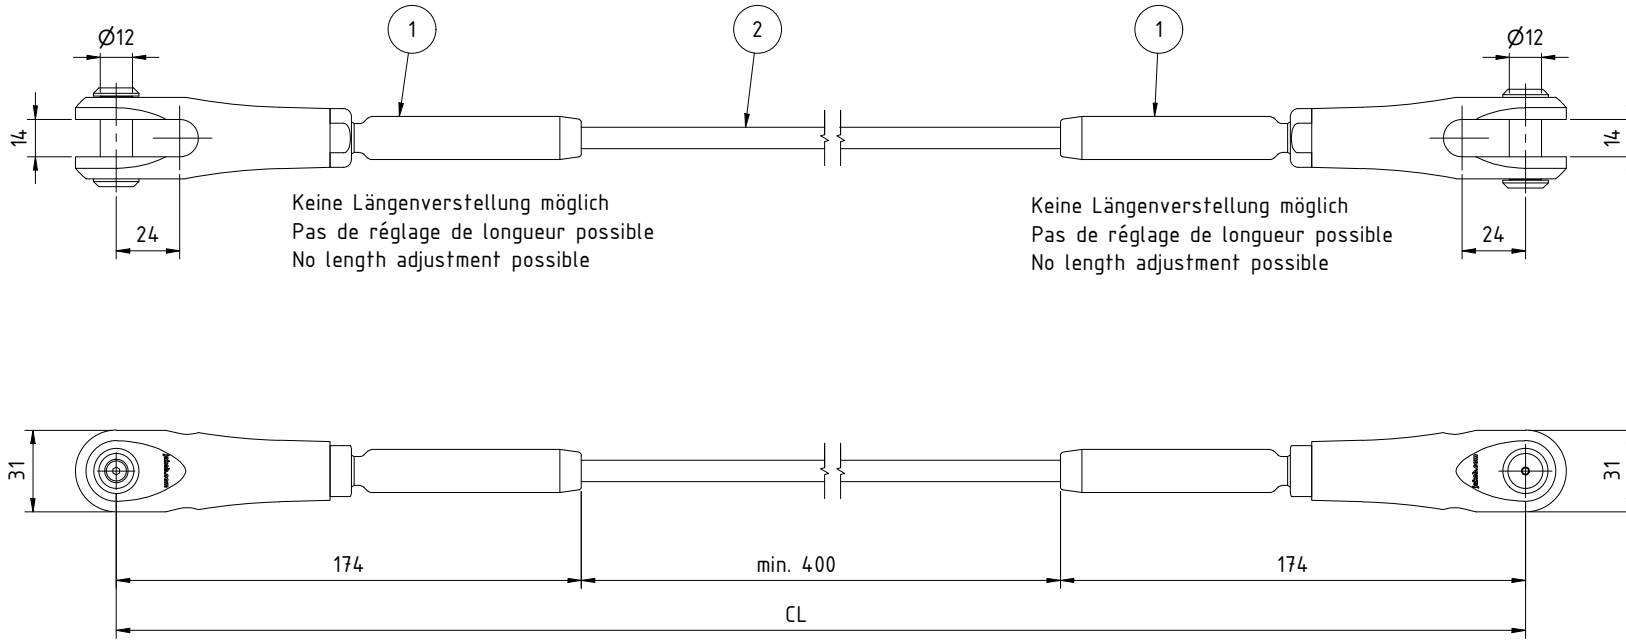 1
2
1
Ø12
Ø12
14
14
Keine Längenverstellung möglich
Pas de réglage de longueur possible
No length adjustment possible
Keine Längenverstellung möglich
Pas de réglage de longueur possible
No length adjustment possible
24
24
31
31
174
min. 400
174
CL